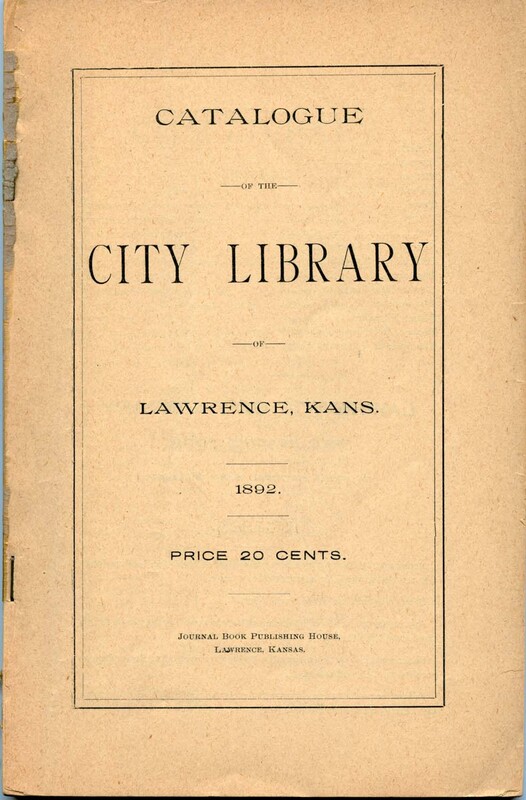 CATALOGUE
OF THE
CITY LIBRARY
OF
LAWRENCE, KANS.
1892.
PRICE 20 CENTS.
JOURNAL BOOK PUBLISHING HOUSE,
LAWRENCE, KANSAS.